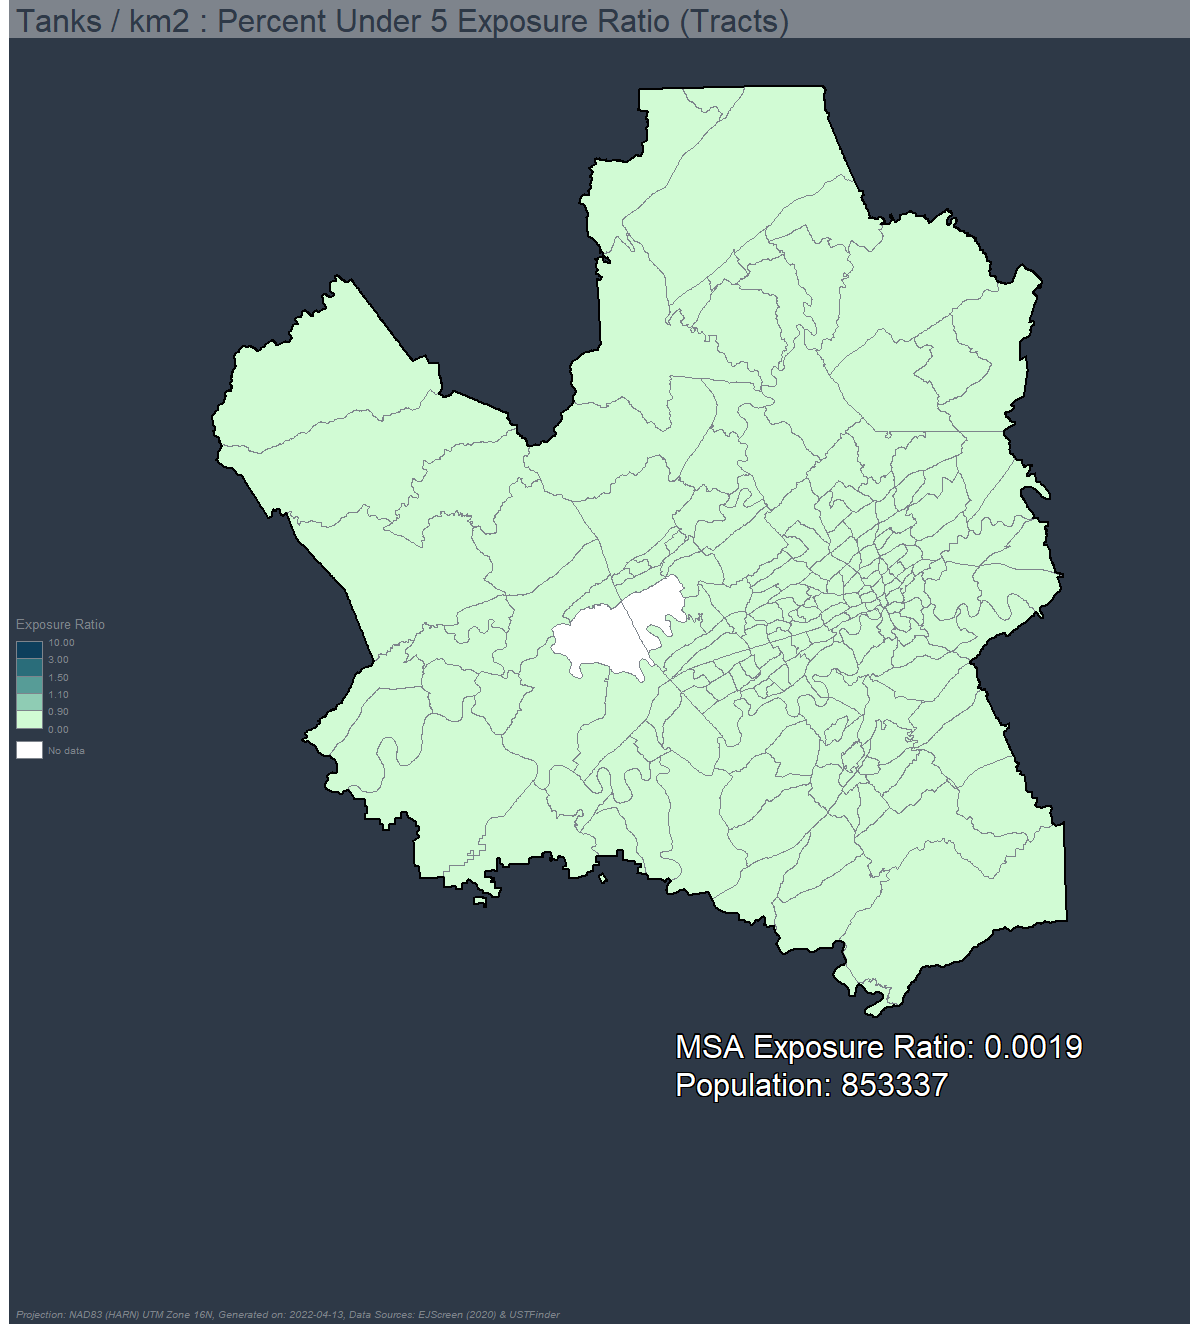 Tanks / km2 : Percent Under 5 Exposure Ratio (Tracts)
Exposure Ratio
10.00
3.00
1.50
1.10
0.90
0.00
No data
MSA Exposure Ratio: 0.0019
Population: 853337
Projection: NAD83 (HARN) UTM Zone 16N, Generated on: 2022-04-13, Data Sources: EJScreen (2020) & USTFinder